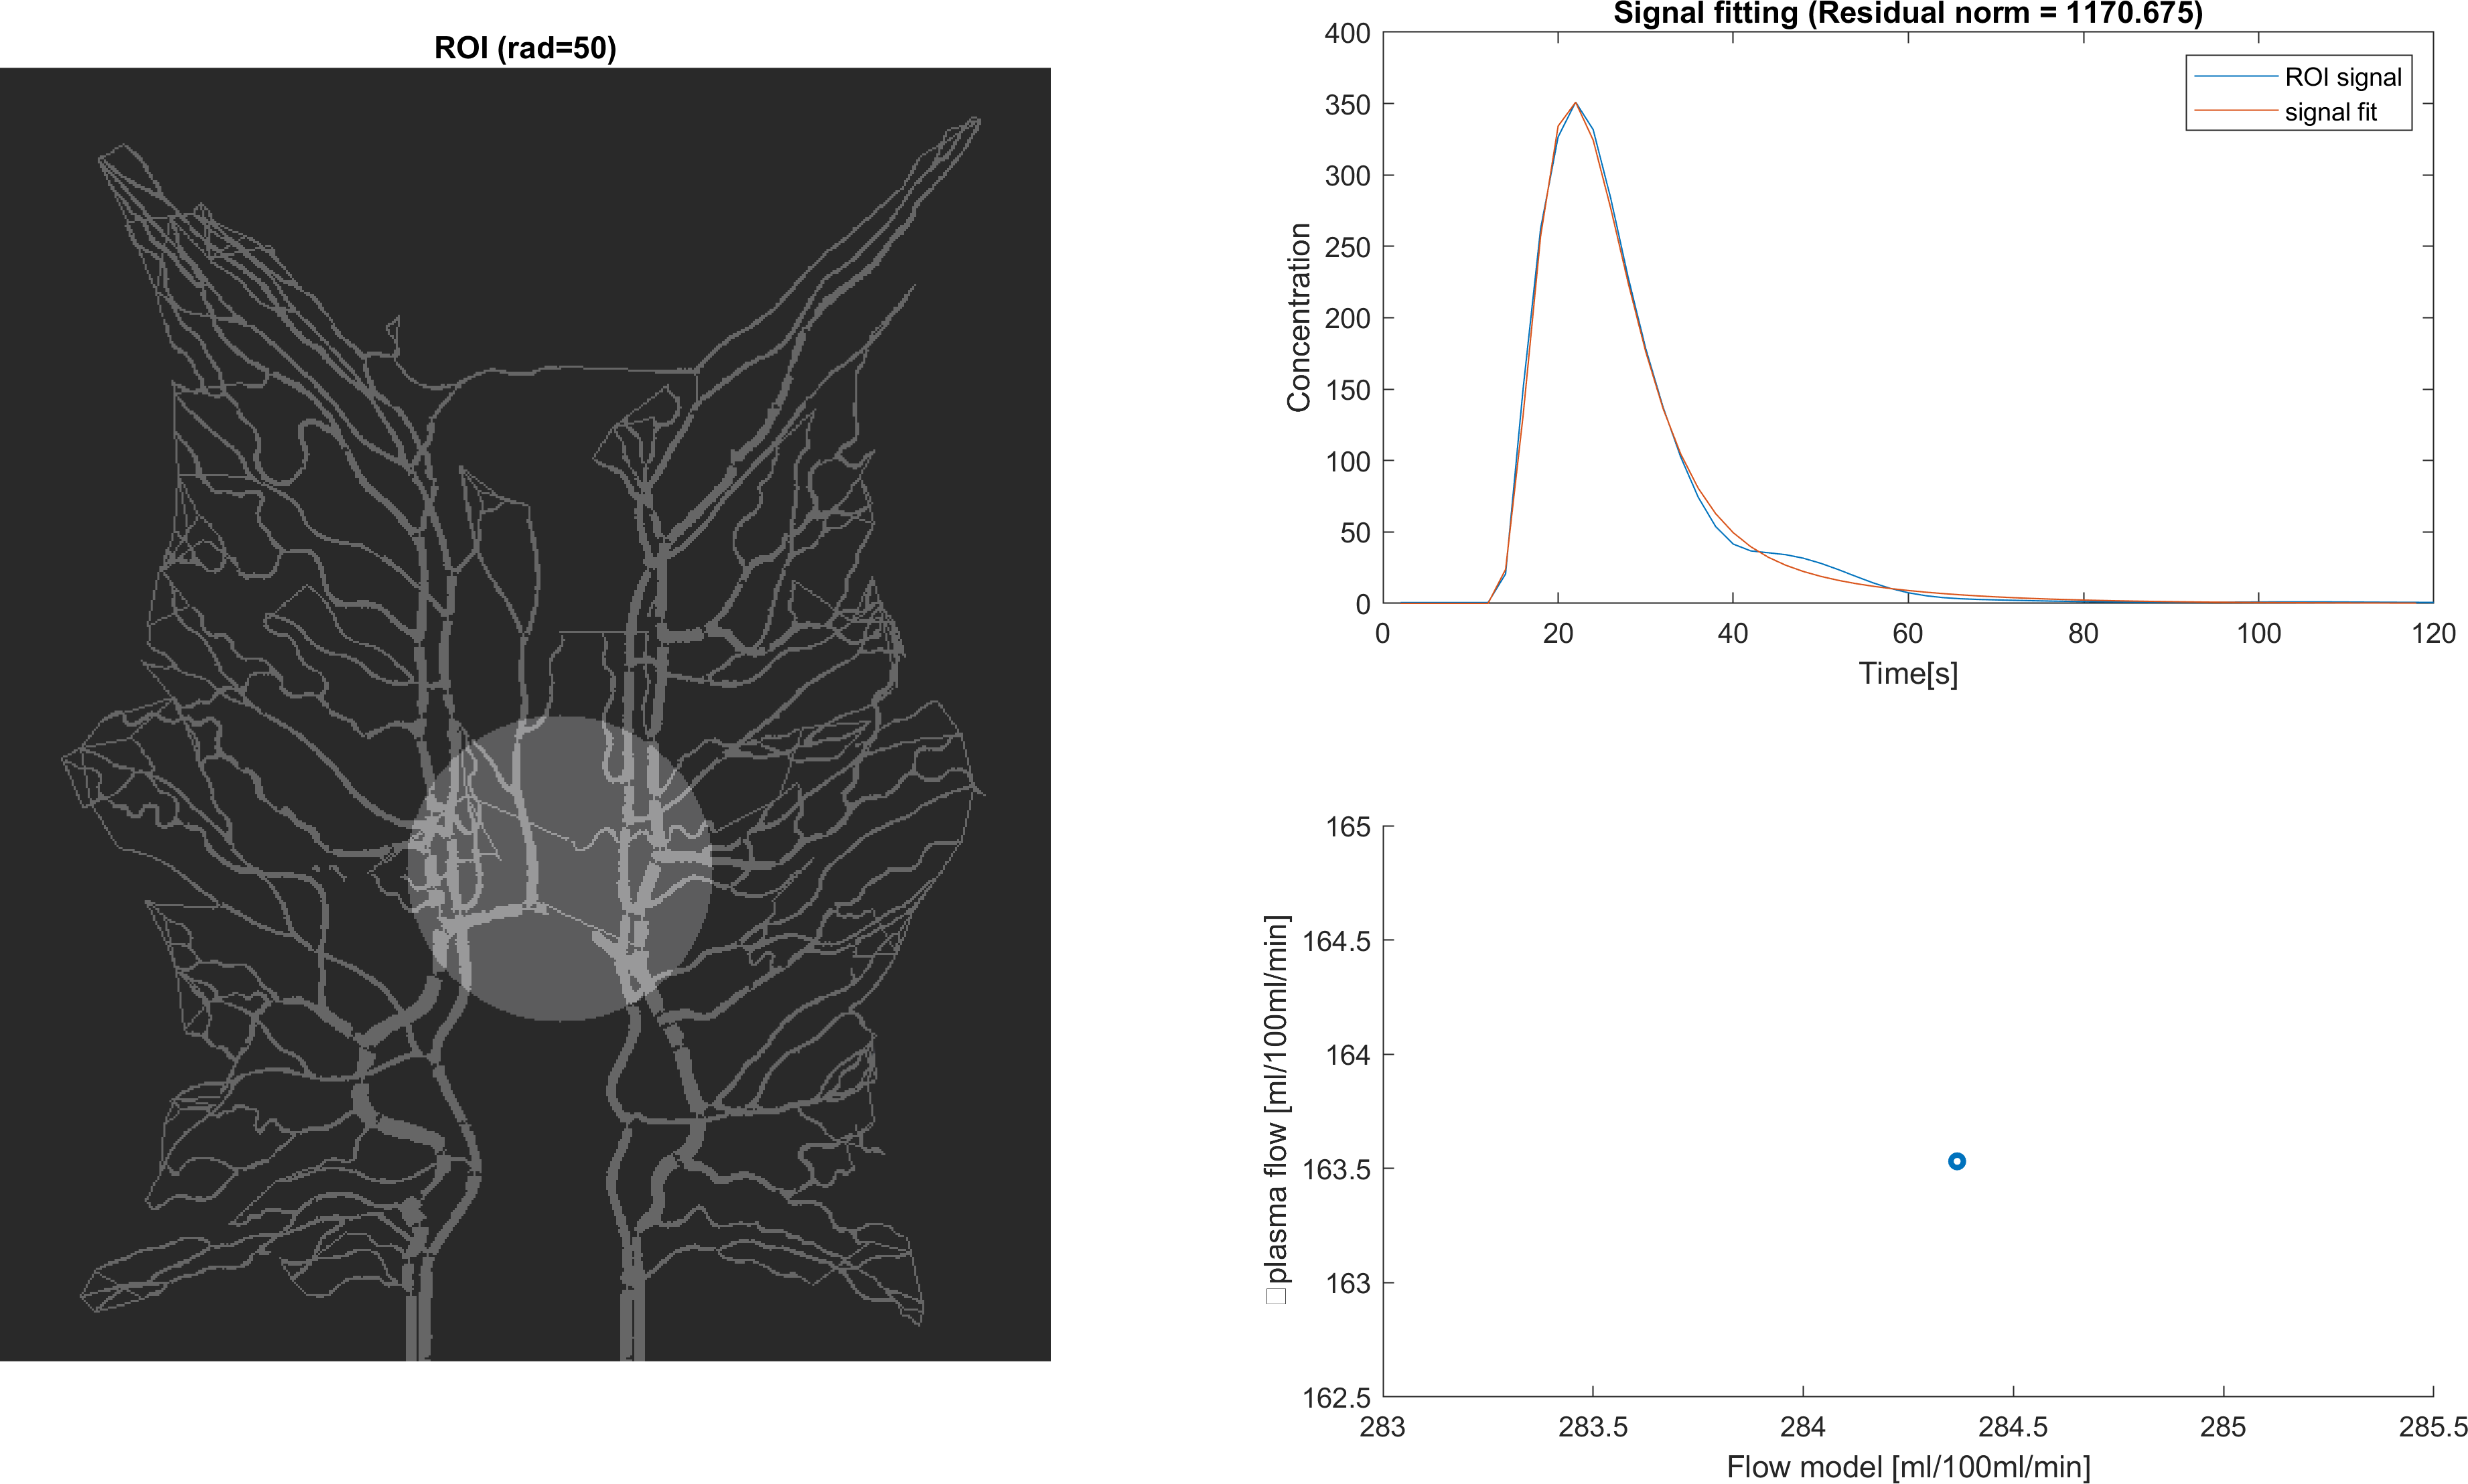 ROI (rad=50)
Signal fitting (Residual norm = 1170.675)
400
350
300
250
200
150
100
50
0
Concentration
ROI signal
signal fit
0 20 40 60 80 100 120
Time[s]
165
164.5
164
163.5
163
162.5
□plasma flow [ml/100ml/min]
283 283.5 284 284.5 285 285.5
Flow model [ml/100ml/min]